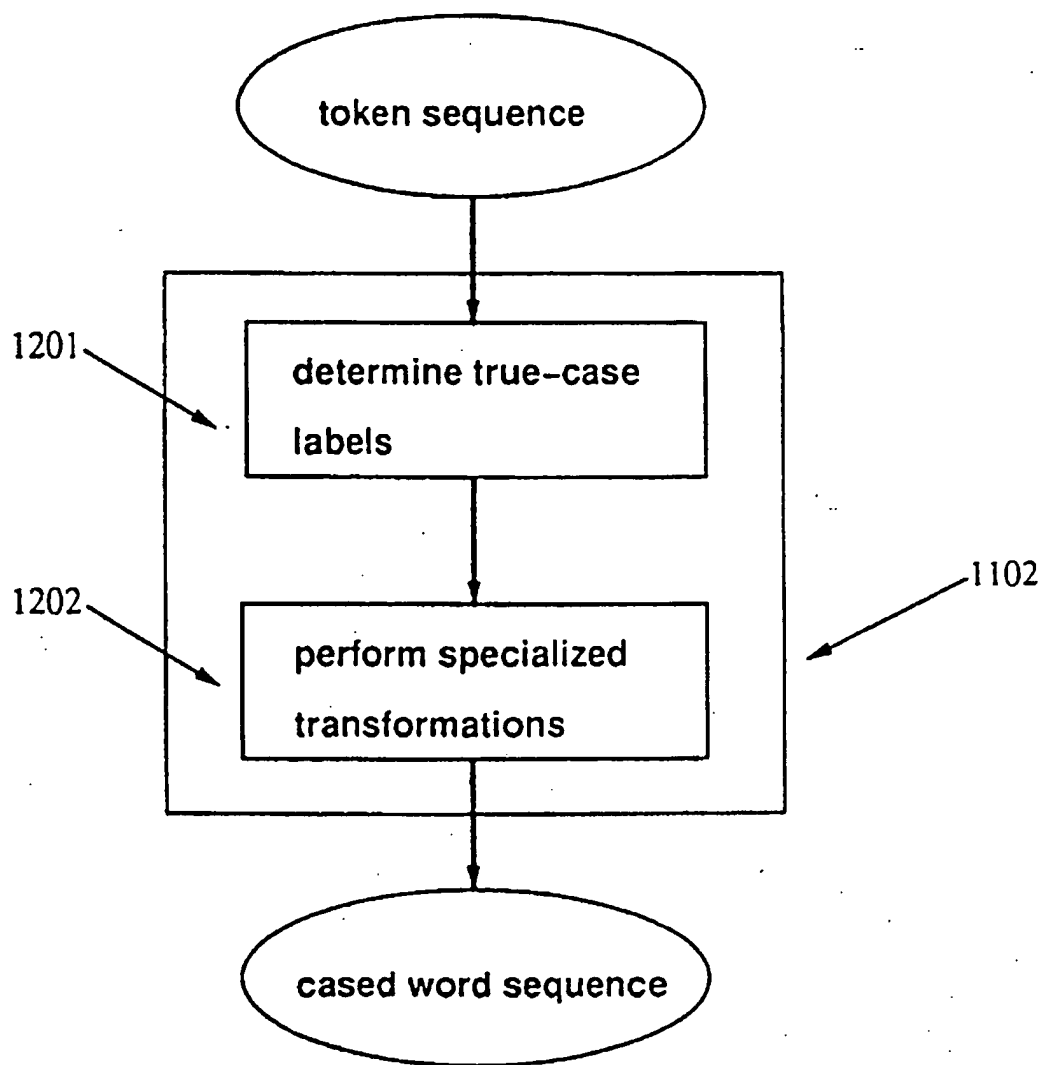 token sequence
1201
determine true-case
labels
1202
1102
perform specialized
transformations
cased word sequence